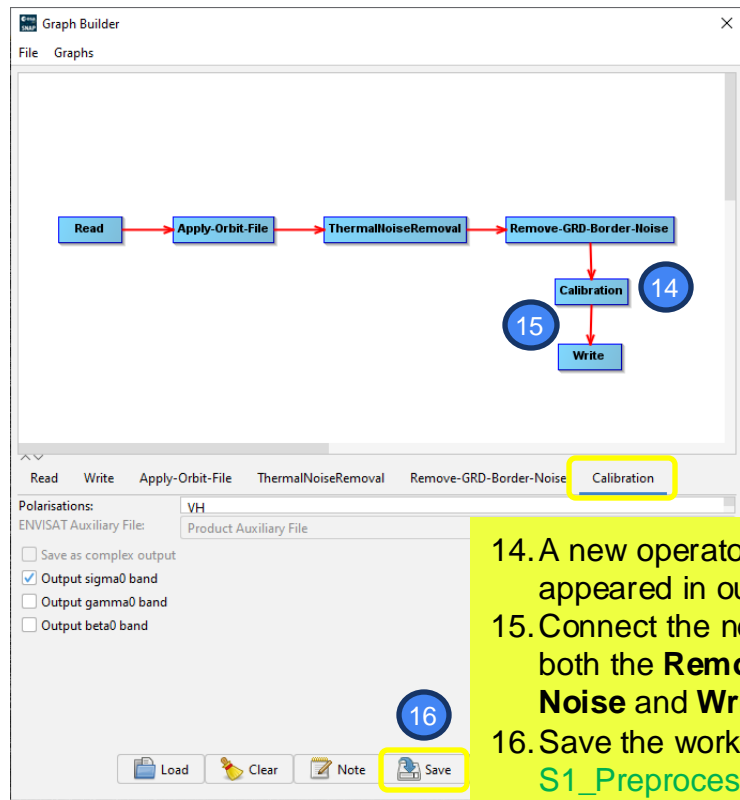 esa
SNAP
Graph Builder
File Graphs
Read
Apply-Orbit-File
ThermalNoiseRemoval
Remove-GRD-Border-Noise
Calibration
14
15
Write
Read Write Apply-Orbit-File ThermalNoiseRemoval Remove-GRD-Border-Noise Calibration
Polarisations: VH
ENVISAT Auxiliary File: Product Auxiliary File
Save as complex output
Output sigma0 band
Output gamma0 band
Output beta0 band
16
Load Clear Note Save
14. A new operato
appeared in ou
15. Connect the n
both the Remo
Noise and Wr
16. Save the work
S1_Preproces